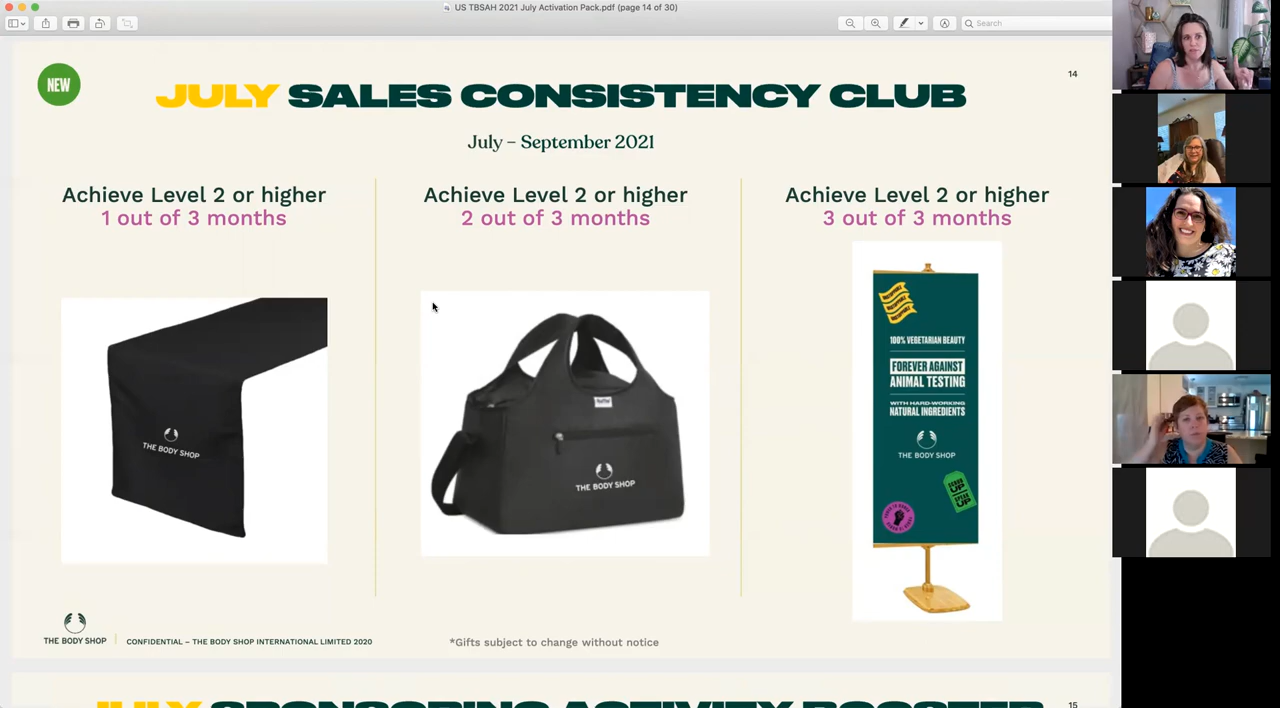 US TBSAH 2021 July Activation Pack.pdf (page 14 of 30)
Search
NEW
14
JULY SALES CONSISTENCY CLUB
July – September 2021
Achieve Level 2 or higher
1 out of 3 months
Achieve Level 2 or higher
2 out of 3 months
Achieve Level 2 or higher
3 out of 3 months
THE BODY SHOP
THE BODY SHOP
100% VEGETARIAN BEAUTY
FOREVER AGAINST
ANIMAL TESTING
WITH HARD-WORKING
NATURAL INGREDIENTS
THE BODY SHOP
THE BODY SHOP
CONFIDENTIAL – THE BODY SHOP INTERNATIONAL LIMITED 2020
*Gifts subject to change without notice
JULY SPONSORING ACTIVITY BOOSTER
15